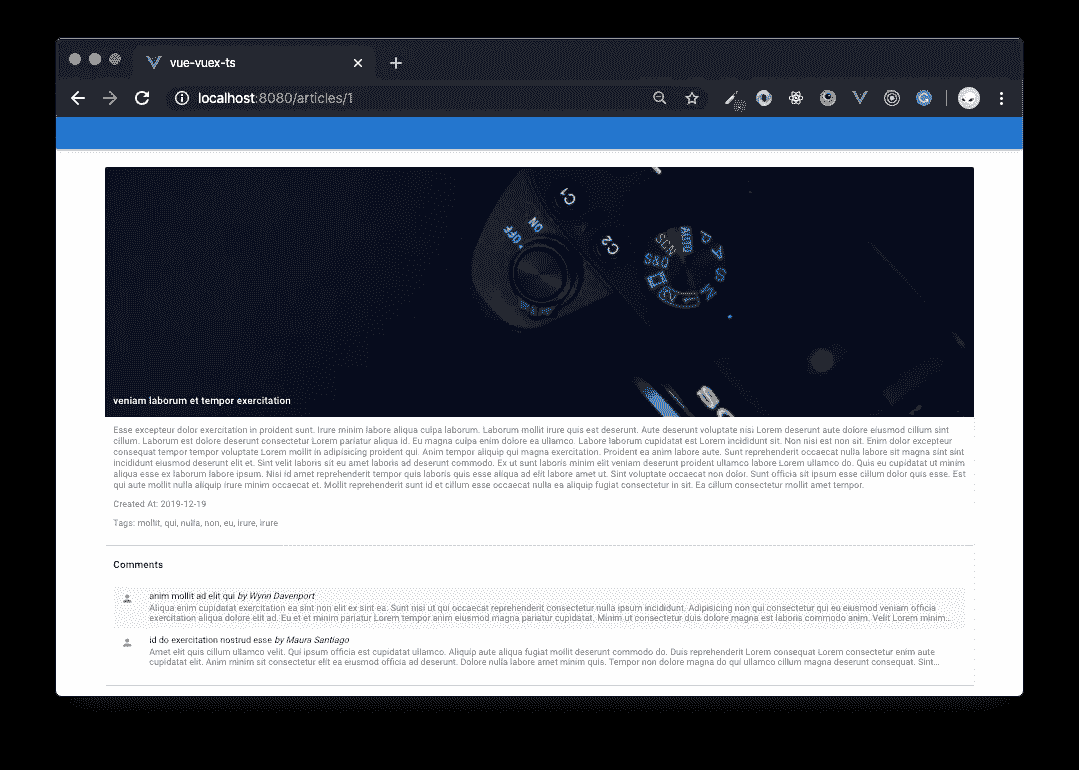 vue-vuex-ts
localhost:8080/articles/1
C1
ON
OFF
C2
AUTO
P
A
S
M
SCN
S&Q
veniam laborum et tempor exercitation
Esse excepteur dolor exercitation in proident sunt. Irure minim labore aliqua culpa laborum. Laborum mollit irure quis est deserunt. Aute deserunt voluptate nisi Lorem deserunt aute dolore eiusmod cillum sint
cillum. Laborum est dolore deserunt consectetur Lorem pariatur aliqua id. Eu magna culpa enim dolore ea ullamco. Labore laborum cupidatat est Lorem incididunt sit. Non nisi est non sit. Enim dolor excepteur
consequat tempor tempor voluptate Lorem mollit in adipisicing proident qui. Anim tempor aliquip qui magna exercitation. Proident ea anim labore aute. Sunt reprehenderit occaecat nulla labore sit magna sint sint
incididunt eiusmod deserunt elit et. Sint velit laboris sit eu amet laboris ad deserunt commodo. Ex ut sunt laboris minim elit veniam deserunt proident ullamco labore Lorem ullamco do. Quis eu cupidatat ut minim
aliquip esse ex laborum labore ipsum. Nisi id amet reprehenderit tempor quis laboris quis esse aliqua ad elit labore amet ut. Sint voluptate occaecat non dolor. Sunt officia sit ipsum esse cillum dolor quis esse. Est
qui aute mollit nulla aliquip irure minim occaecat et. Mollit reprehenderit sunt id et cillum esse occaecat nulla ea aliquip fugiat consectetur in sit. Ea cillum consectetur mollit amet tempor.
Created At: 2019-12-19
Tags: mollit, qui, nulla, non, eu, irure, irure
Comments
anim mollit ad elit qui by Wynn Davenport
Aliqua enim cupidatat exercitation ea sint non elit ex sint ea. Sunt nisi ut qui occaecat reprehenderit consectetur nulla ipsum incididunt. Adipisicing non qui consectetur qui eu eiusmod veniam officia
exercitation aliqua dolore elit ad. Eu et et minim pariatur Lorem tempor anim eiusmod magna pariatur cupidatat. Minim ut consectetur duis dolore magna est laboris commodo anim. Velit Lorem minim...
id do exercitation nostrud esse by Maura Santiago
Amet elit quis cillum ullamco velit. Qui ipsum officia est cupidatat ullamco. Aliquip aute aliqua fugiat mollit deserunt commodo do. Duis reprehenderit Lorem consequat Lorem consectetur enim aute
cupidatat elit. Anim minim sit consectetur elit ea eiusmod officia ad deserunt. Dolore nulla labore amet minim quis. Tempor non dolore magna do qui ullamco cillum magna deserunt consequat. Sint...